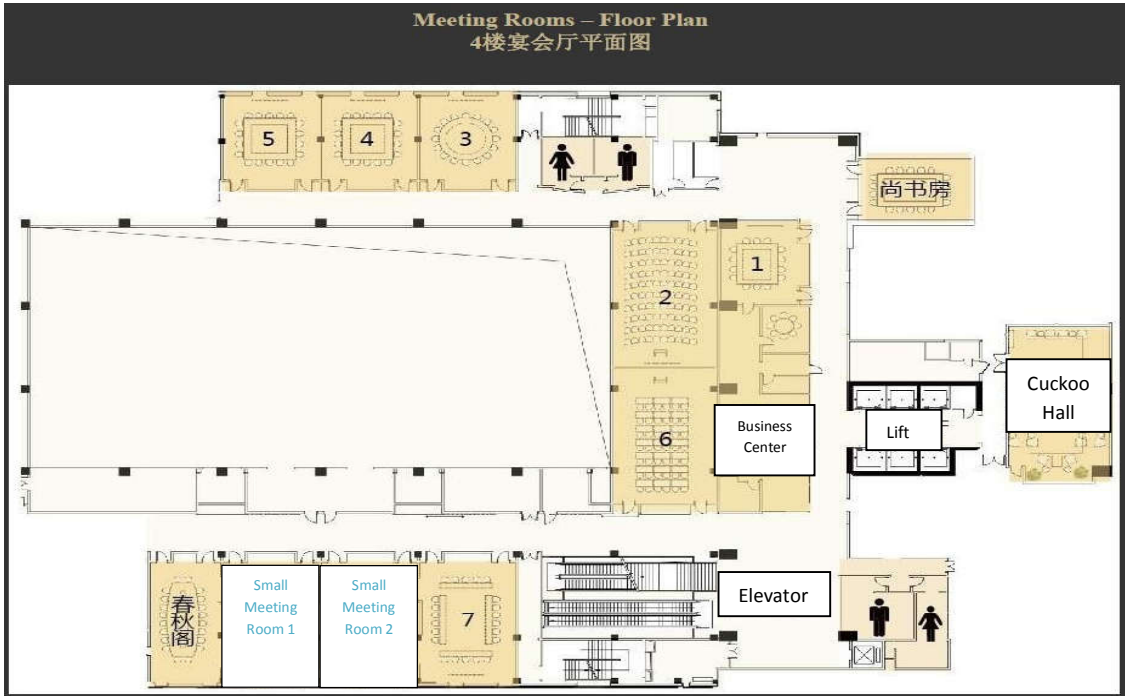 Meeting Rooms – Floor Plan
4楼宴会厅平面图
5
4
3
尚书房
2
1
Cuckoo
Hall
6
Business
Center
Lift
春秋阁
Small
Meeting
Room 1
Small
Meeting
Room 2
7
Elevator